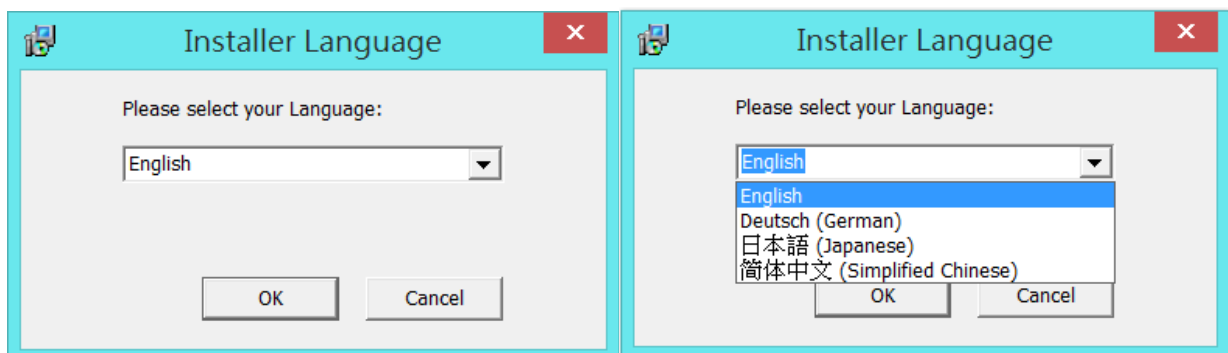 Installer Language
Please select your Language:
English
OK Cancel
Installer Language
Please select your Language:
English
English
Deutsch (German)
日本語 (Japanese)
简体中文 (Simplified Chinese)
OK Cancel